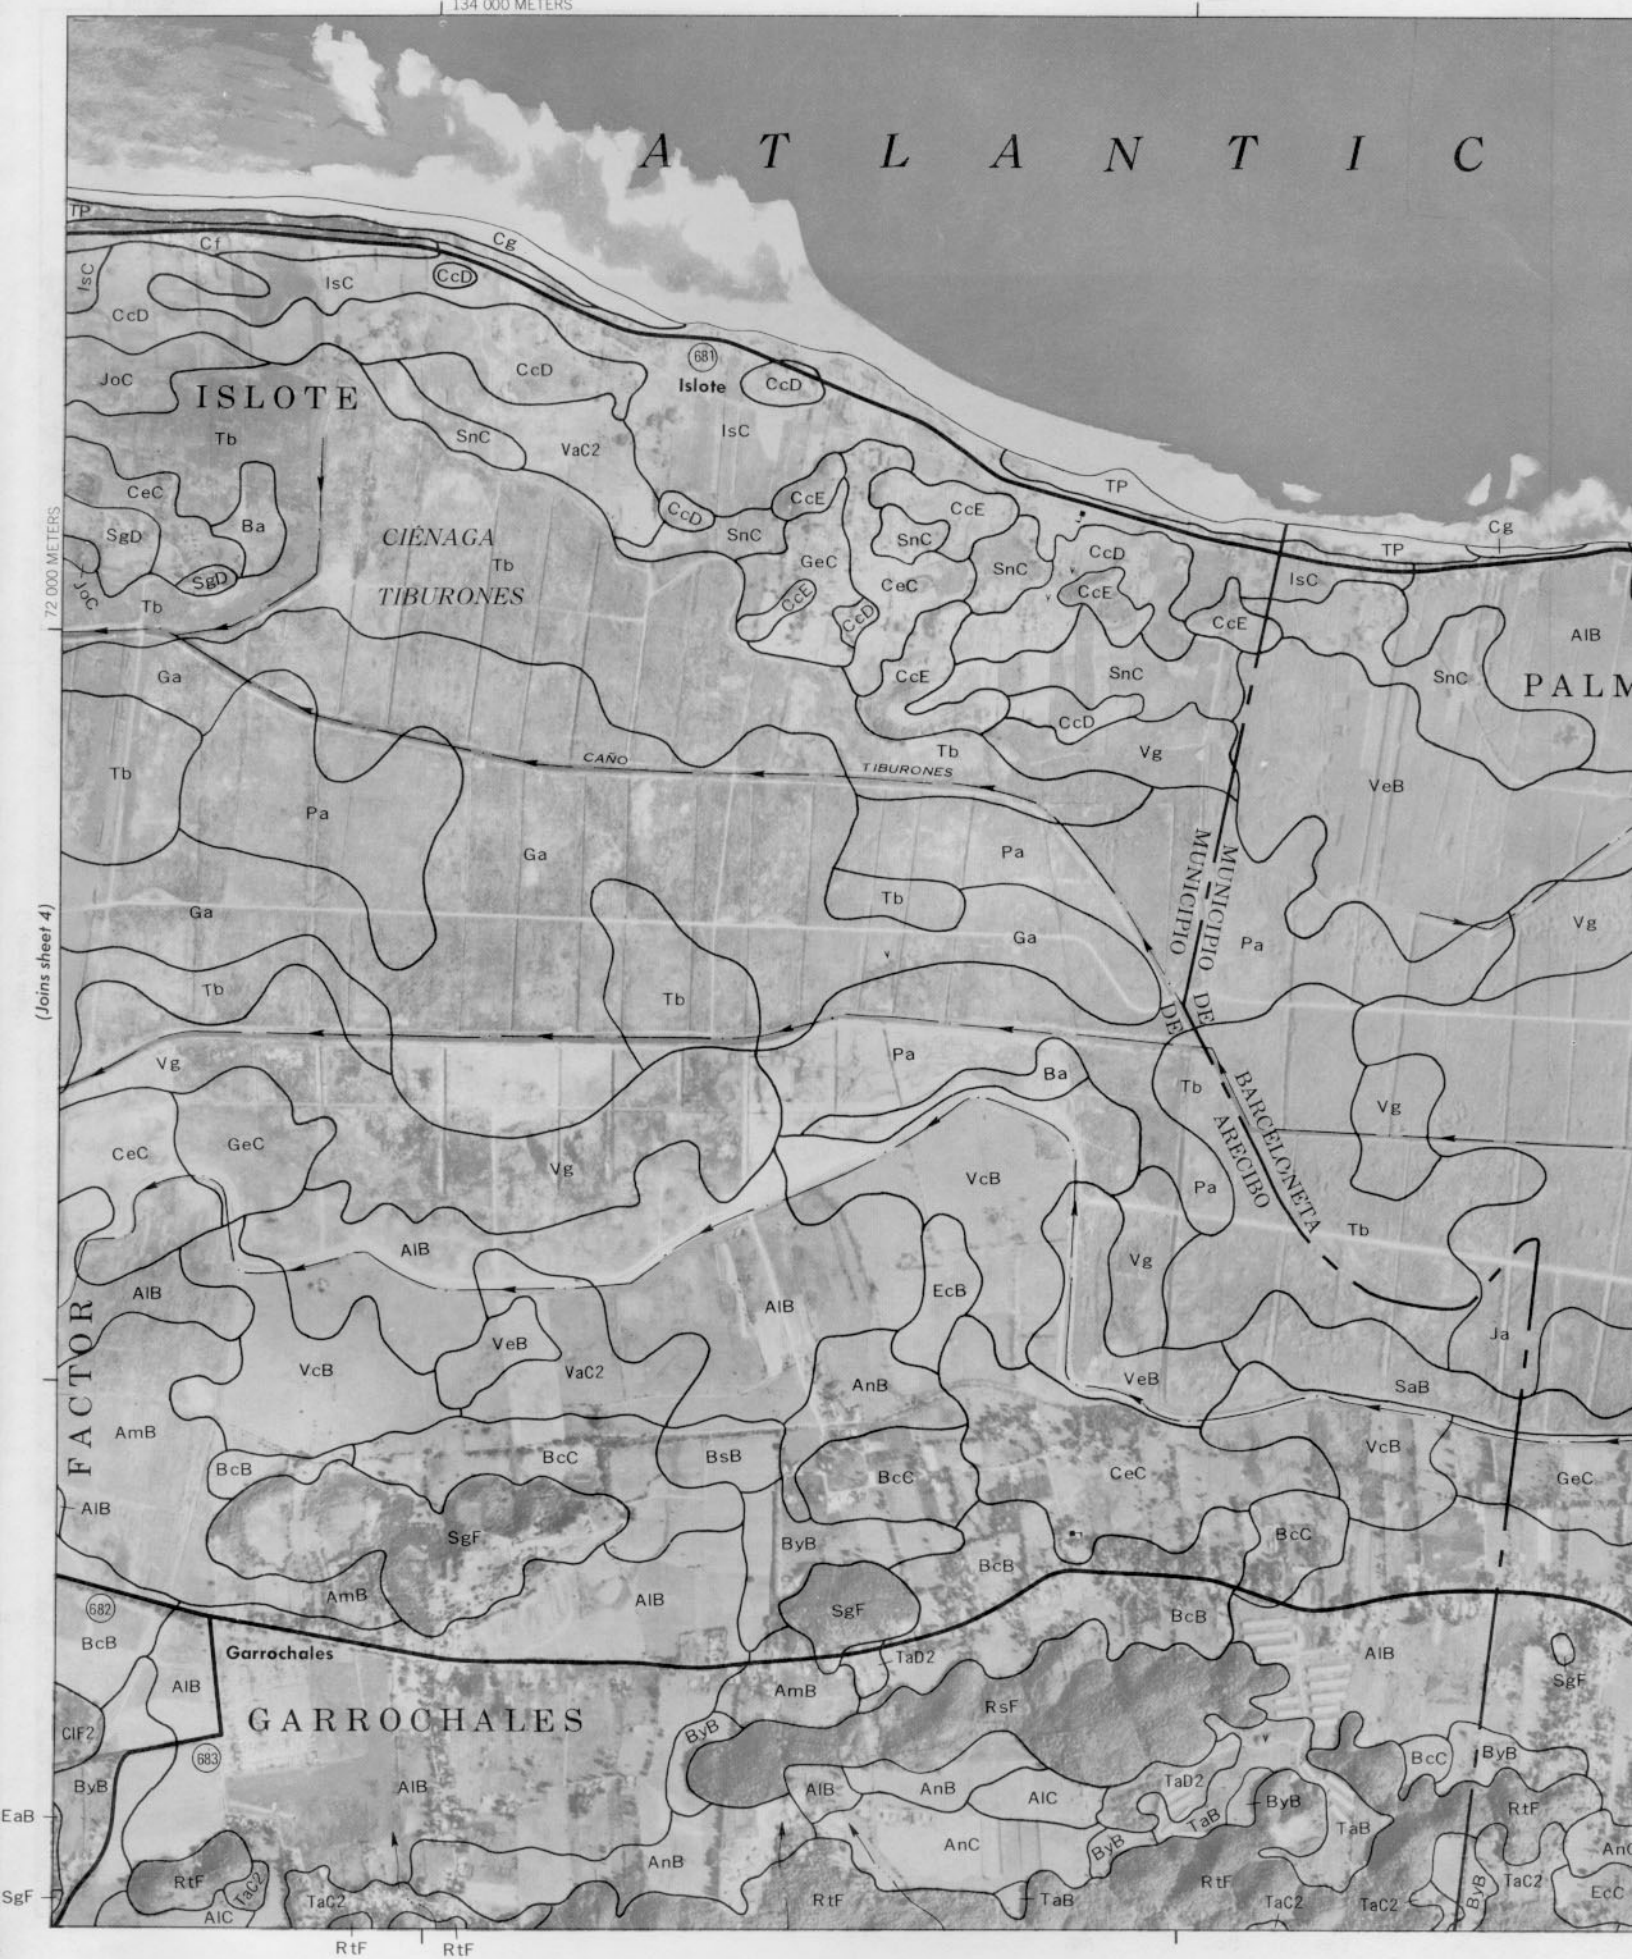 134 000 METERS
A T L A N T I C
TP
Cf
Cg
IsC
IsC
CcD
CcD
681
Islote
CcD
CcD
JoC
ISLOTE
Tb
SnC
VaC2
IsC
CeC
SgD
Ba
SgD
JoC
Tb
CIÉNAGA
Tb
TIBURONES
72 000 METERS
CcD
SnC
CcE
CcE
SnC
TP
Cg
TP
GeC
CcE
CcD
CeC
SnC
CcD
CcE
IsC
CcE
AlB
CcE
SnC
SnC
PALM
Ga
CcD
Tb
Vg
Tb
CAÑO
TIBURONES
VeB
Pa
Ga
Pa
Tb
Ga
Ga
MUNICIPIO
MUNICIPIO
Pa
Vg
(Joins sheet 4)
Tb
Tb
DE
DE
Vg
Pa
Ba
Tb
BARCELONETA
ARECIBO
Vg
CeC
GeC
Vg
VcB
Pa
Tb
AlB
AlB
AlB
EcB
Vg
Ja
FACTOR
VcB
VeB
VaC2
AnB
VeB
SaB
AmB
BcB
BcC
BsB
BcC
CeC
VcB
GeC
AlB
SgF
ByB
BcB
BcC
AmB
AlB
SgF
BcB
682
BcB
Garrochales
TaD2
AlB
SgF
AlB
AmB
RsF
ClF2
GARROCHALES
ByB
683
BcC
ByB
ByB
AlB
AlB
AnB
AlC
TaD2
ByB
TaB
TaB
RtF
EaB
AnC
ByB
AnB
RtF
TaC2
AlC
TaC2
RtF
TaB
RtF
TaC2
TaC2
ByB
TaC2
EcC
SgF
RtF
RtF